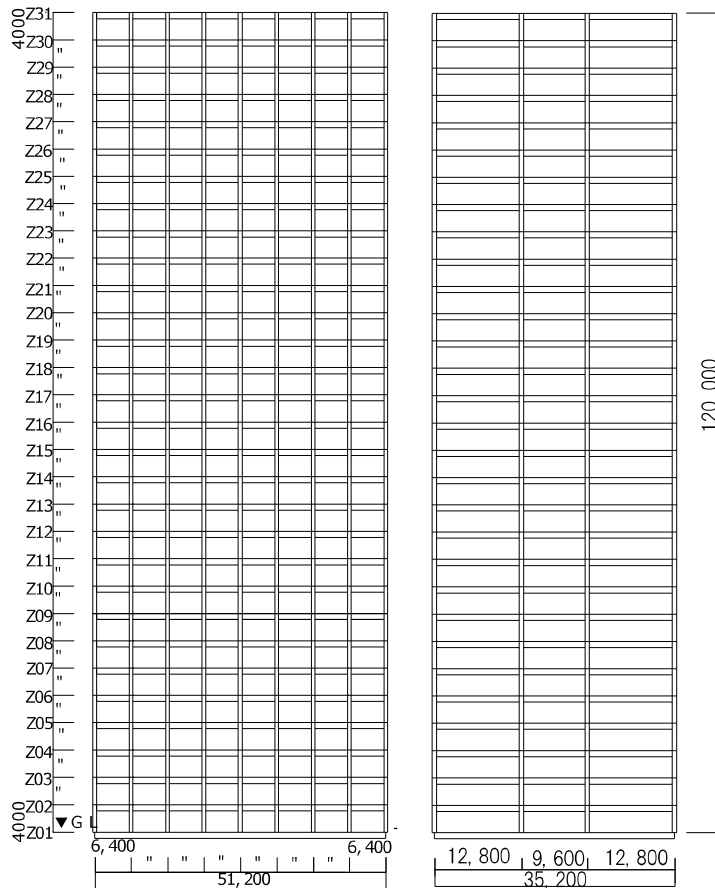 4000
Z31
Z30
"
Z29
"
Z28
"
Z27
"
Z26
"
Z25
"
Z24
"
Z23
"
Z22
"
Z21
"
Z20
"
Z19
"
Z18
"
Z17
"
Z16
"
Z15
"
Z14
"
Z13
"
Z12
"
Z11
"
Z10
"
Z09
"
Z08
"
Z07
"
Z06
"
Z05
"
Z04
"
Z03
"
Z02
4000
▼ G L
Z01
6,400 6,400
" " " " " "
51,200
12,800 9,600 12,800
35,200
120,000